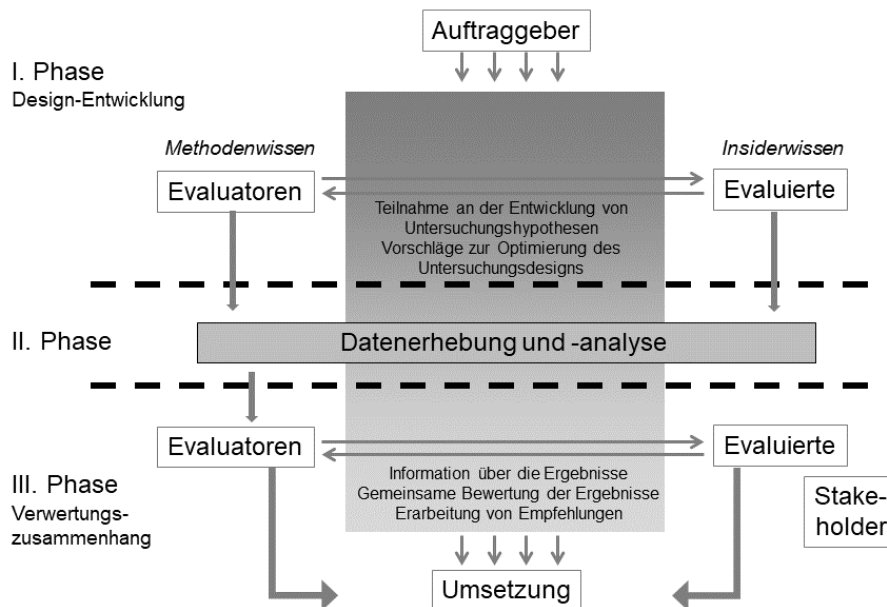 Auftraggeber
I. Phase
Design-Entwicklung
Methodenwissen
Insiderwissen
Evaluatoren
Evaluierte
Teilnahme an der Entwicklung von
Untersuchungshypothesen
Vorschläge zur Optimierung des
Untersuchungsdesigns
II. Phase
Datenerhebung und -analyse
Evaluatoren
Evaluierte
III. Phase
Verwertungs-
zusammenhang
Information über die Ergebnisse
Gemeinsame Bewertung der Ergebnisse
Erarbeitung von Empfehlungen
Stake-
holder
Umsetzung